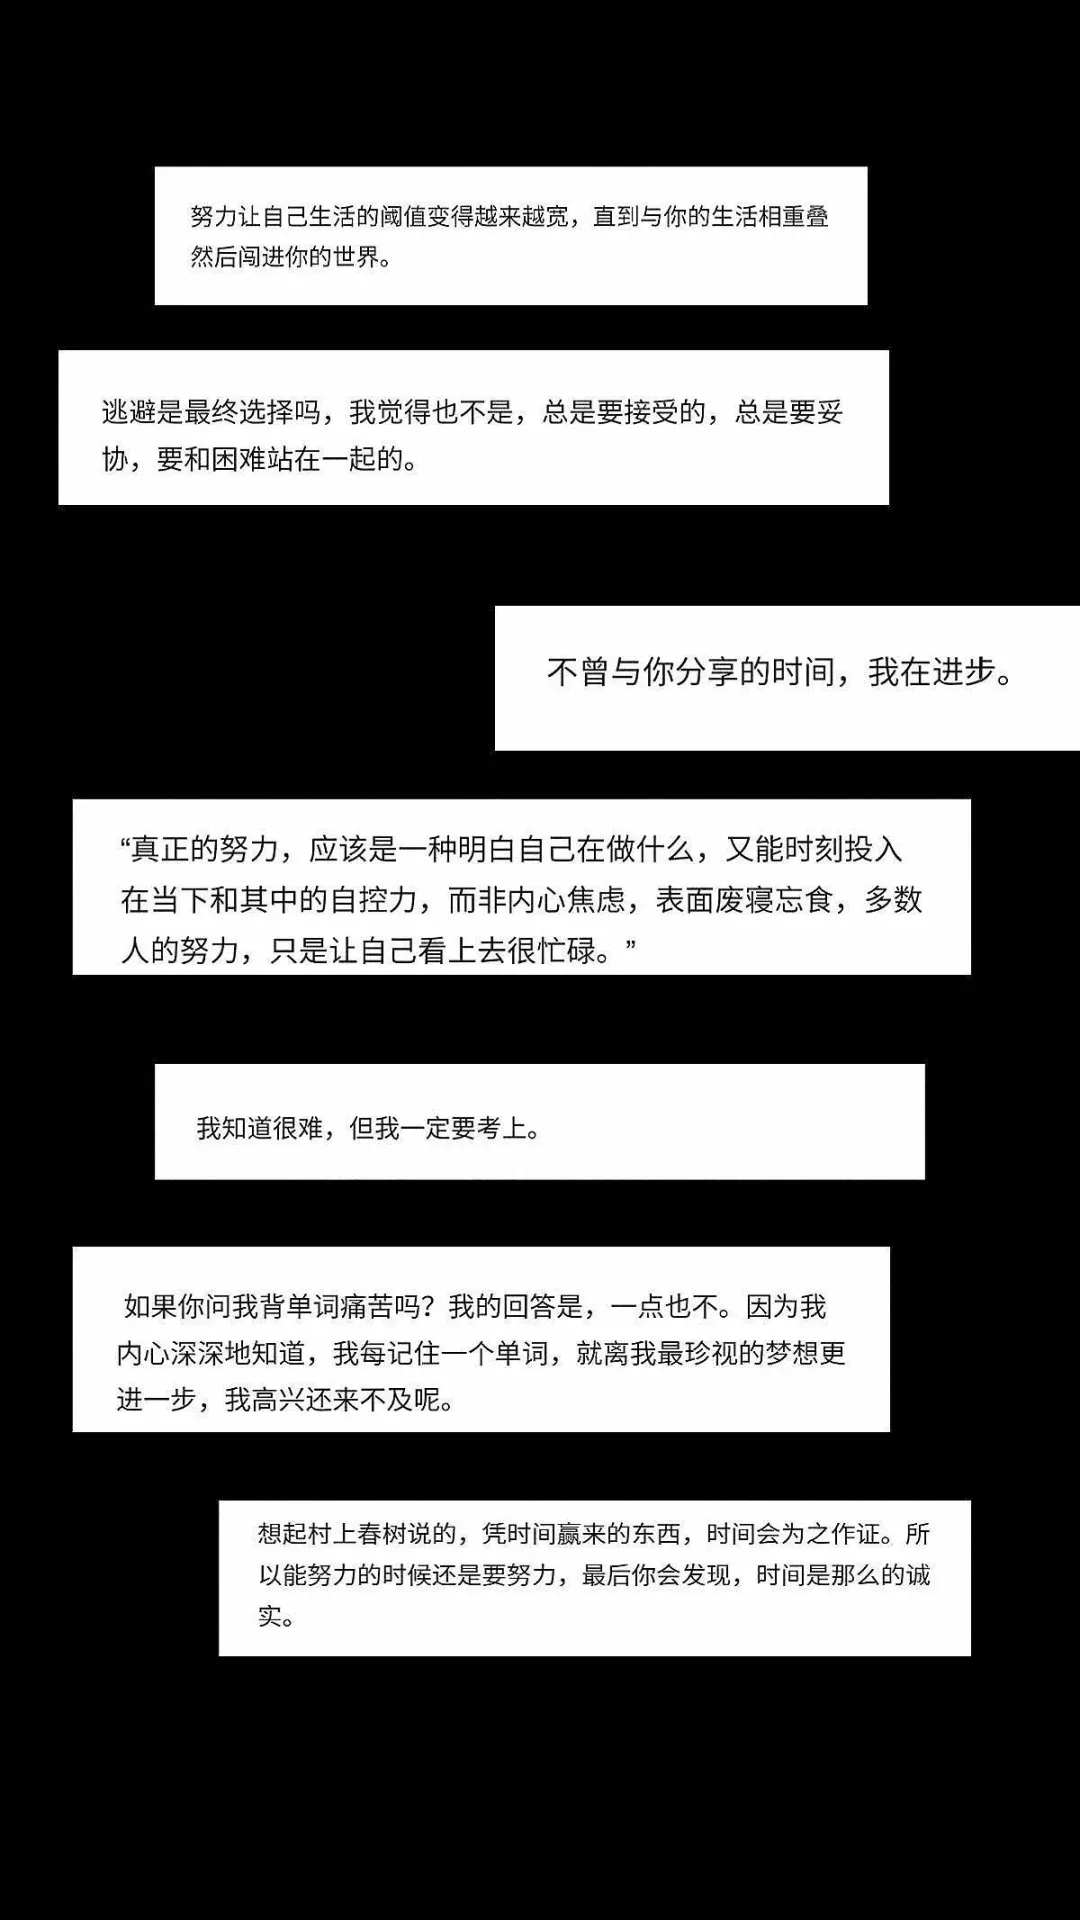 努力让自己生活的阈值变得越来越宽，直到与你的生活相重叠
然后闯进你的世界。
逃避是最终选择吗，我觉得也不是，总是要接受的，总是要妥
协，要和困难站在一起的。
不曾与你分享的时间，我在进步。
“真正的努力，应该是一种明白自己在做什么，又能时刻投入
在当下和其中的自控力，而非内心焦虑，表面废寝忘食，多数
人的努力，只是让自己看上去很忙碌。”
我知道很难，但我一定要考上。
如果你问我背单词痛苦吗？我的回答是，一点也不。因为我
内心深深地知道，我每记住一个单词，就离我最珍视的梦想更
进一步，我高兴还来不及呢。
想起村上春树说的，凭时间赢来的东西，时间会为之作证。所
以能努力的时候还是要努力，最后你会发现，时间是那么的诚
实。